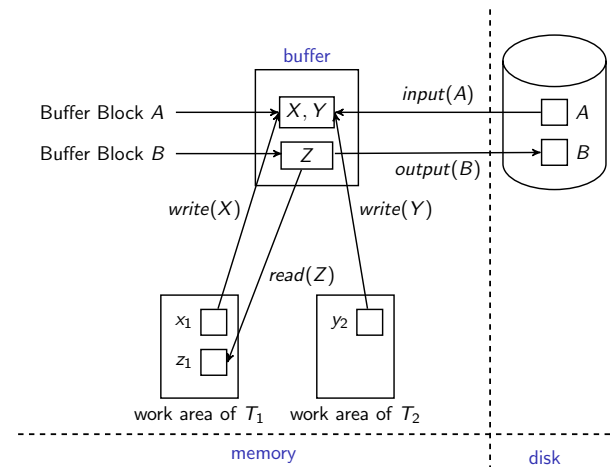 buffer
Buffer Block A
X, Y
input(A)
A
Buffer Block B
Z
B
output(B)
write(X)
write(Y)
read(Z)
x₁
y₂
z₁
work area of T₁
work area of T₂
memory
disk